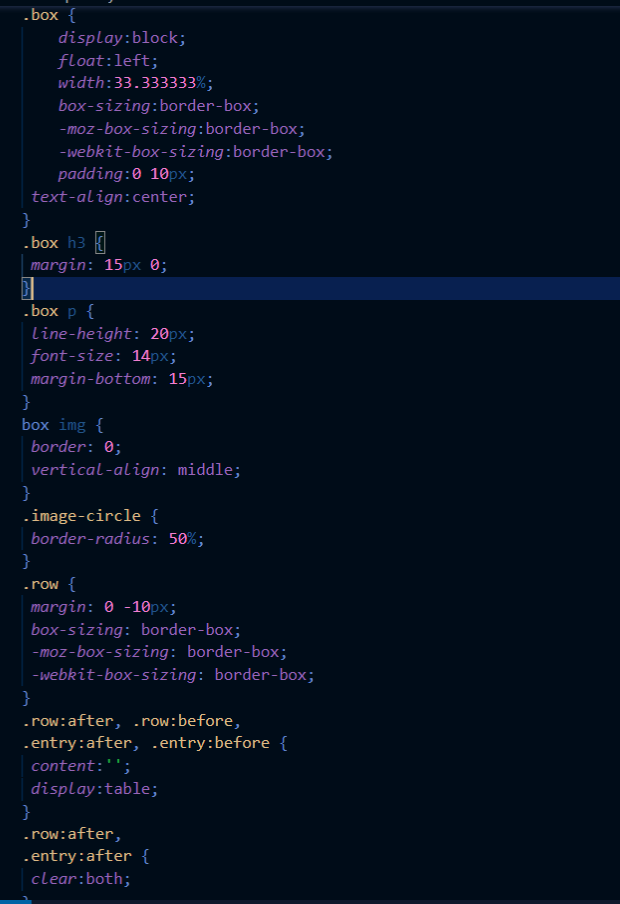 .box {
display:block;
float:left;
width:33.333333%;
box-sizing:border-box;
-moz-box-sizing:border-box;
-webkit-box-sizing:border-box;
padding:0 10px;
text-align:center;
}
.box h3 {
margin: 15px 0;
}
.box p {
line-height: 20px;
font-size: 14px;
margin-bottom: 15px;
}
box img {
border: 0;
vertical-align: middle;
}
.image-circle {
border-radius: 50%;
}
.row {
margin: 0 -10px;
box-sizing: border-box;
-moz-box-sizing: border-box;
-webkit-box-sizing: border-box;
}
.row:after, .row:before,
.entry:after, .entry:before {
content:'';
display:table;
}
.row:after,
.entry:after {
clear:both;
}